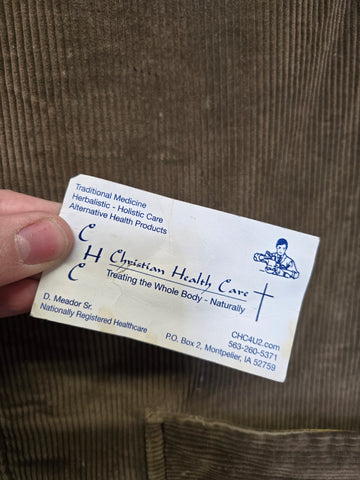 Traditional Medicine
Herbalistic - Holistic Care
Alternative Health Products
C
H
C
Christian Health Care
Treating the Whole Body - Naturally
D. Meador Sr.
Nationally Registered Healthcare
CHC4U2.com
563-260-5371
P.O. Box 2, Montpelier, IA 52759